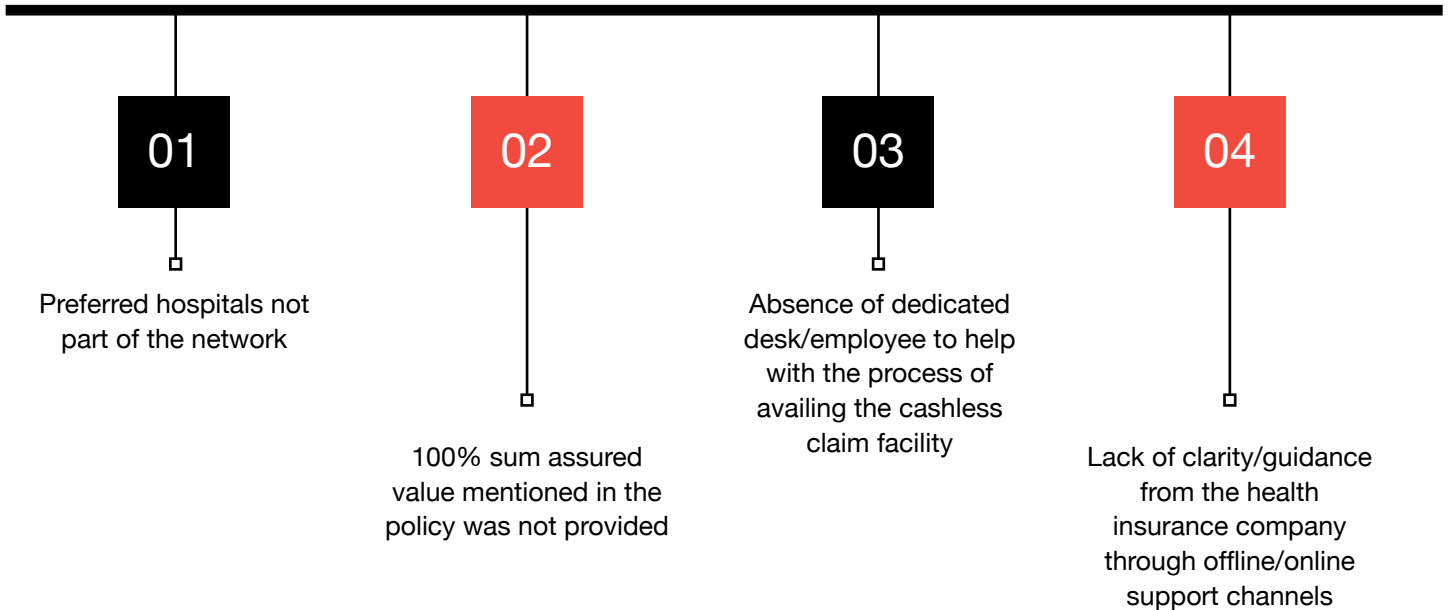 01
Preferred hospitals not
part of the network
02
100% sum assured
value mentioned in the
policy was not provided
03
Absence of dedicated
desk/employee to help
with the process of
availing the cashless
claim facility
04
Lack of clarity/guidance
from the health
insurance company
through offline/online
support channels